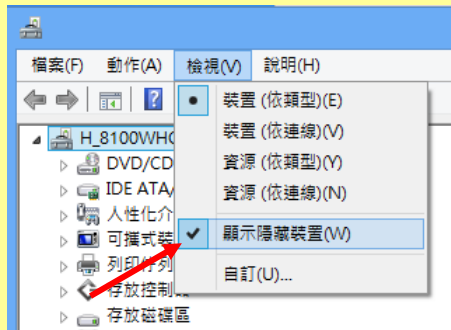 檔案(F) 動作(A) 檢視(V) 說明(H)
裝置 (依類型)(E)
裝置 (依連線)(V)
資源 (依類型)(Y)
資源 (依連線)(N)
顯示隱藏裝置(W)
自訂(U)...
H_8100WHO
DVD/CD
IDE ATA/
人性化介
可攜式裝
列印佇列
存放控制
存放磁碟區